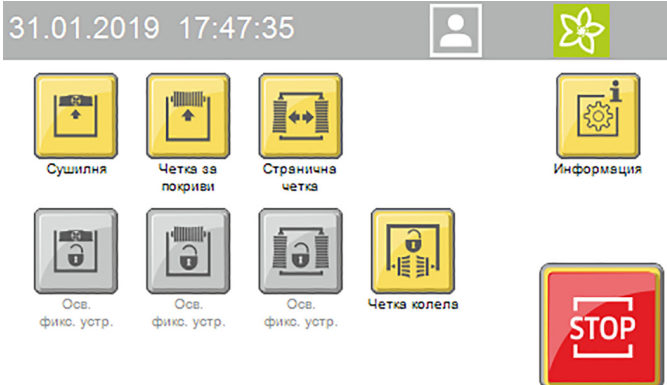 31.01.2019 17:47:35
Сушилня
Четка за
покриви
Странична
четка
i
Информация
Осв.
фикс. устр.
Осв.
фикс. устр.
Осв.
фикс. устр.
Четка колела
STOP